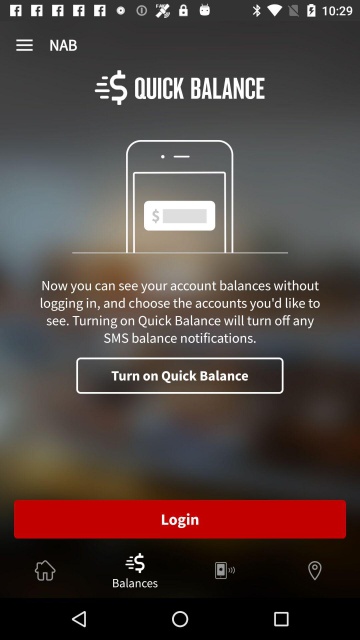 10:29
NAB
$ QUICK BALANCE
$
Now you can see your account balances without
logging in, and choose the accounts you'd like to
see. Turning on Quick Balance will turn off any
SMS balance notifications.
Turn on Quick Balance
Login
$
Balances